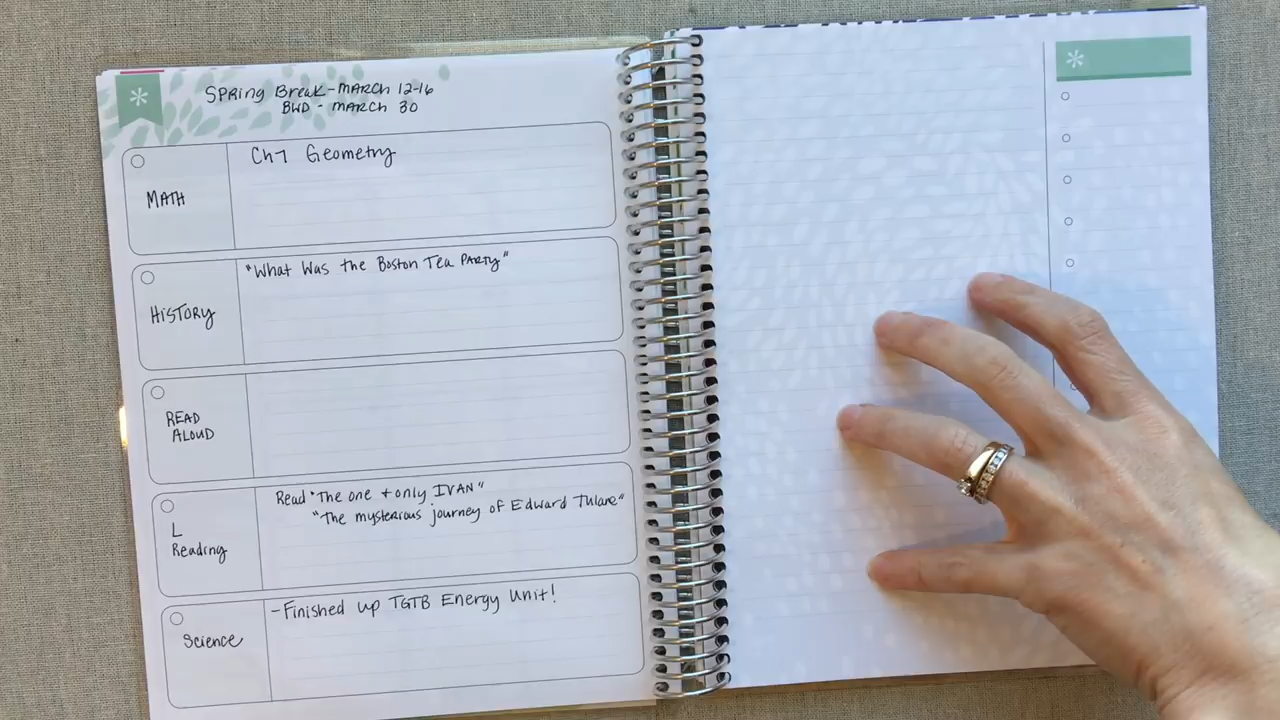 Spring Break - MARCH 12-16
BWD - MARCH 30
MATH
Ch 7 Geometry
HISTORY
"What Was the Boston Tea Party"
READ
ALOUD
L
Reading
Read "The one + only IVAN"
"The mysterious journey of Edward Tulane"
Science
- Finished up TGTB Energy Unit!